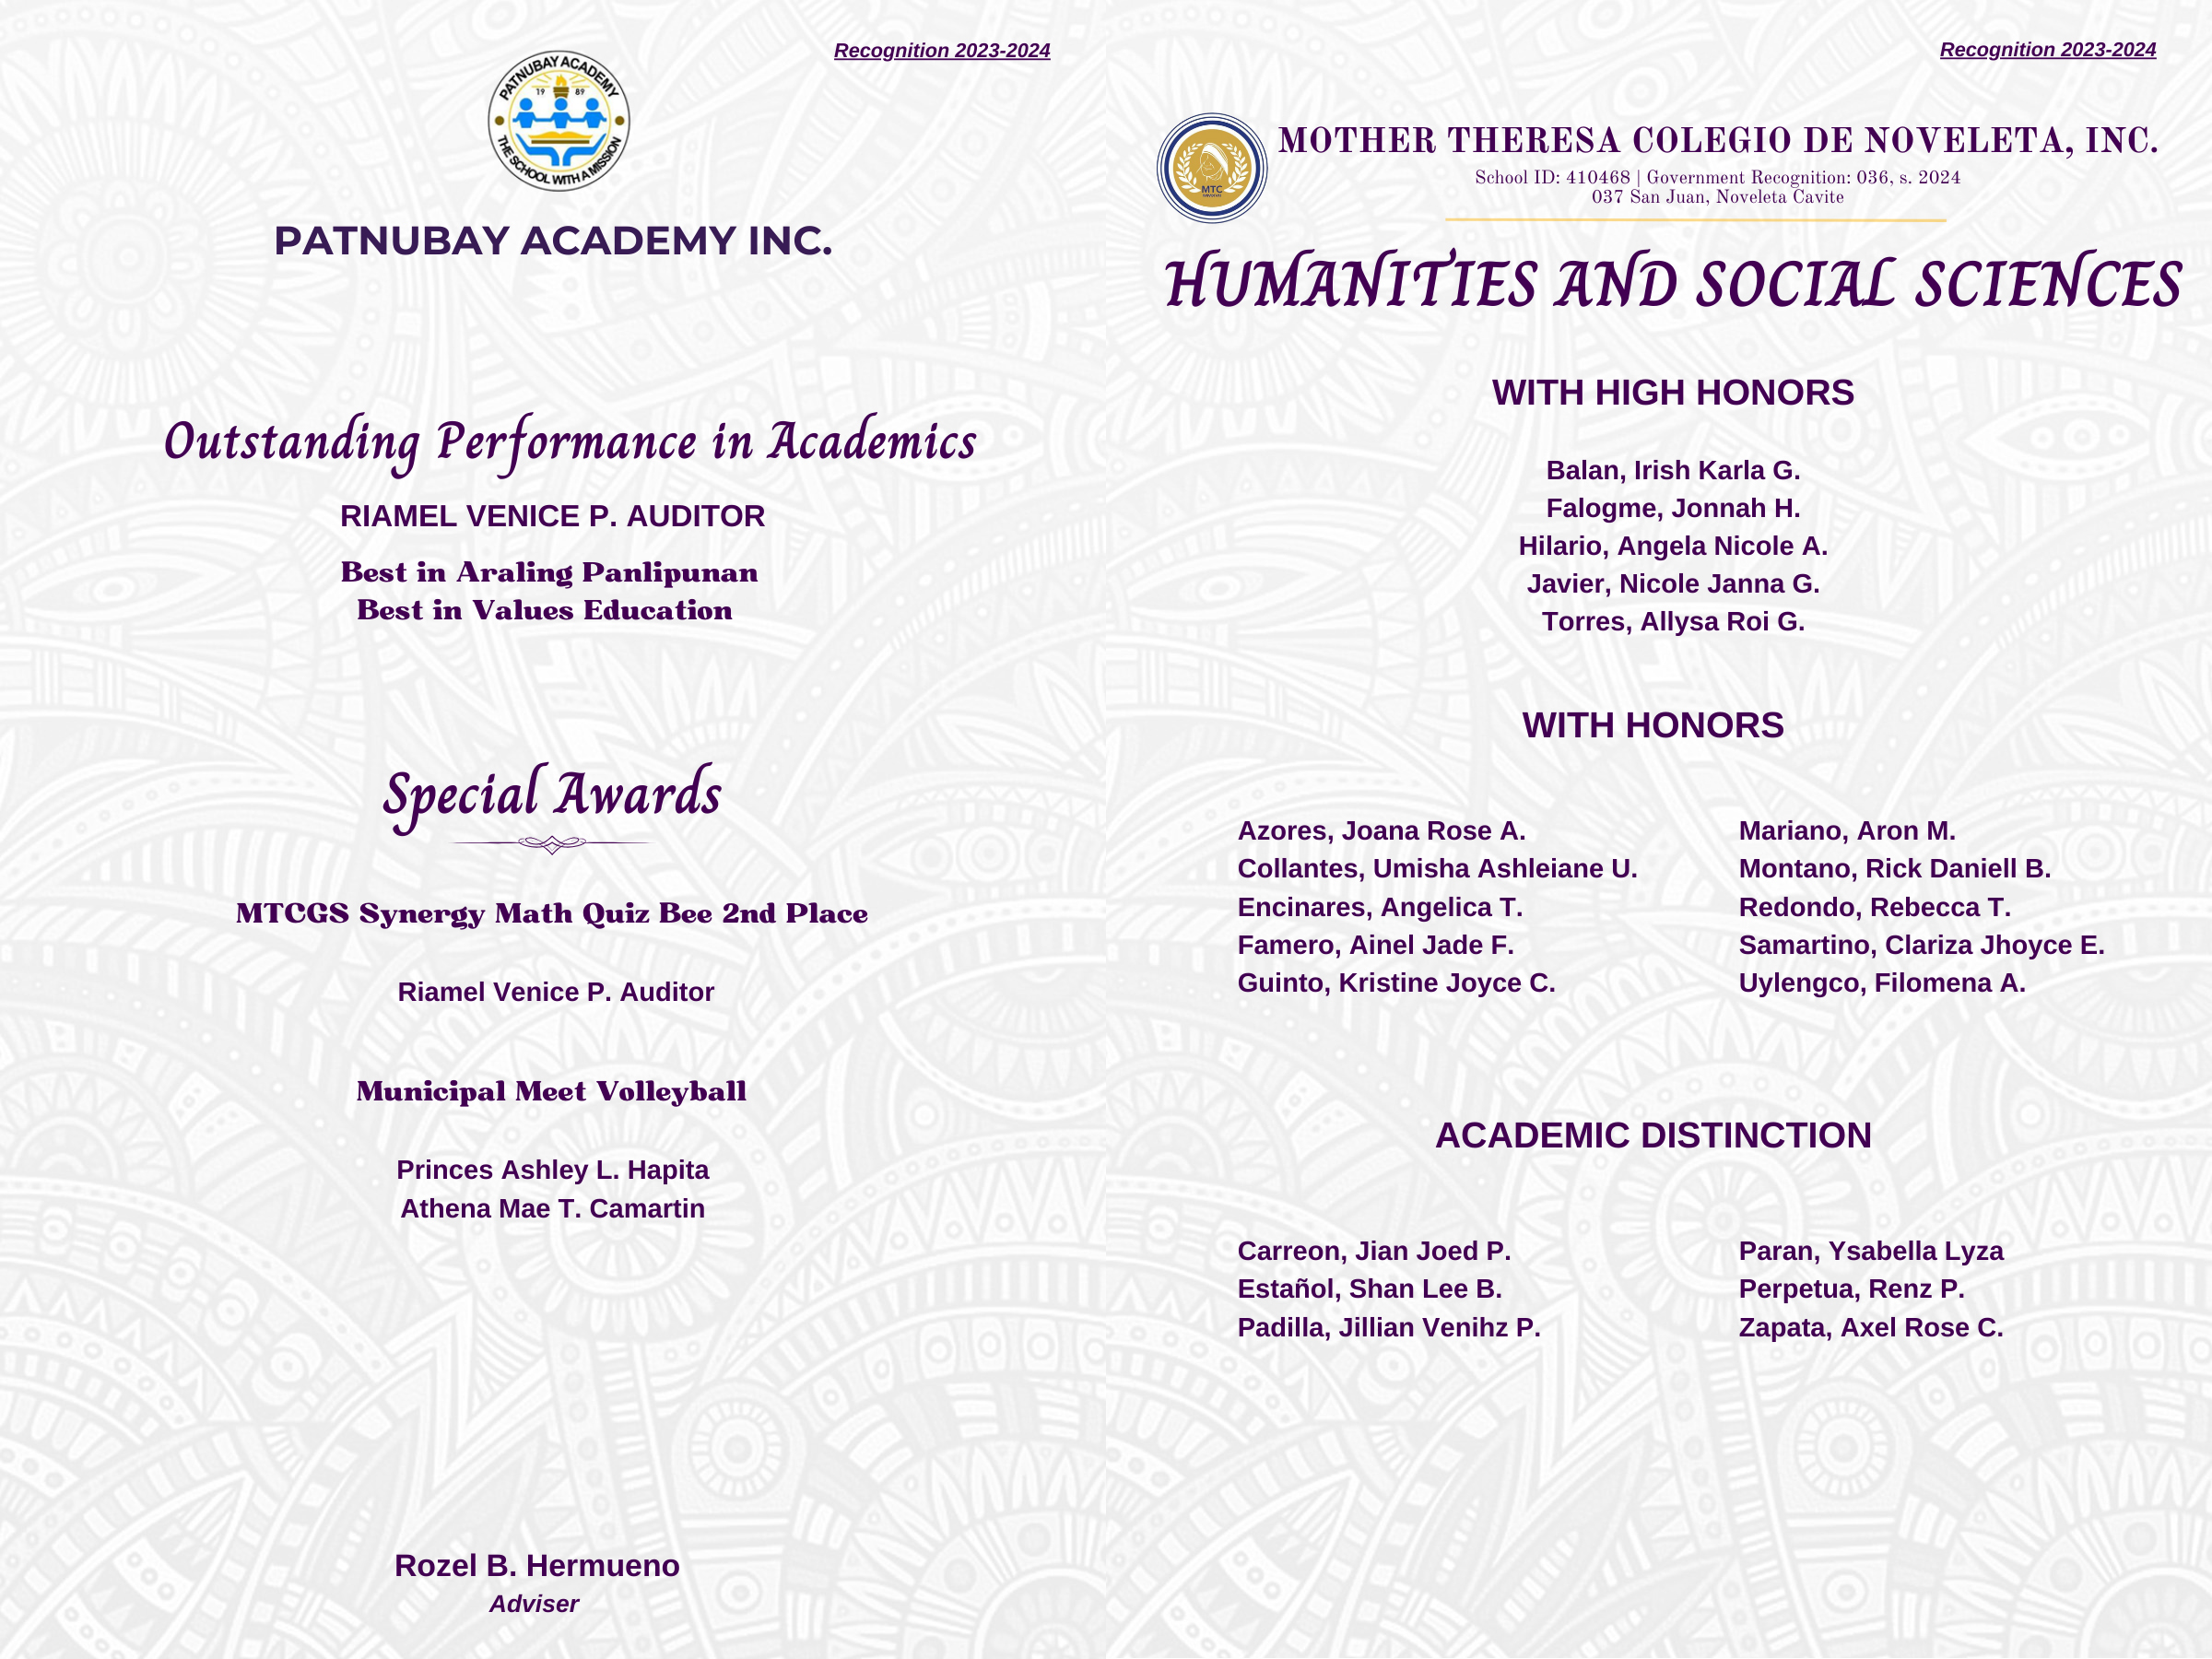 Recognition 2023-2024
PATNUBAY ACADEMY
19 89
THE SCHOOL WITH A MISSION
PATNUBAY ACADEMY INC.
Outstanding Performance in Academics
RIAMEL VENICE P. AUDITOR
Best in Araling Panlipunan
Best in Values Education
Special Awards
MTCGS Synergy Math Quiz Bee 2nd Place
Riamel Venice P. Auditor
Municipal Meet Volleyball
Princes Ashley L. Hapita
Athena Mae T. Camartin
Rozel B. Hermueno
Adviser
Recognition 2023-2024
MTC
MOTHER THERESA COLEGIO DE NOVELETA, INC.
School ID: 410468 | Government Recognition: 036, s. 2024
037 San Juan, Noveleta Cavite
HUMANITIES AND SOCIAL SCIENCES
WITH HIGH HONORS
Balan, Irish Karla G.
Falogme, Jonnah H.
Hilario, Angela Nicole A.
Javier, Nicole Janna G.
Torres, Allysa Roi G.
WITH HONORS
Azores, Joana Rose A.
Collantes, Umisha Ashleiane U.
Encinares, Angelica T.
Famero, Ainel Jade F.
Guinto, Kristine Joyce C.
Mariano, Aron M.
Montano, Rick Daniell B.
Redondo, Rebecca T.
Samartino, Clariza Jhoyce E.
Uylengco, Filomena A.
ACADEMIC DISTINCTION
Carreon, Jian Joed P.
Estañol, Shan Lee B.
Padilla, Jillian Venihz P.
Paran, Ysabella Lyza
Perpetua, Renz P.
Zapata, Axel Rose C.